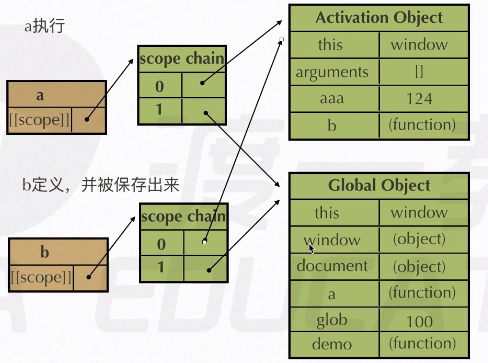 a执行
a
[[scope]]
scope chain
0
1
Activation Object
this window
arguments []
aaa 124
b (function)
b定义，并被保存出来
b
[[scope]]
scope chain
0
1
Global Object
this window
window (object)
document (object)
a (function)
glob 100
demo (function)